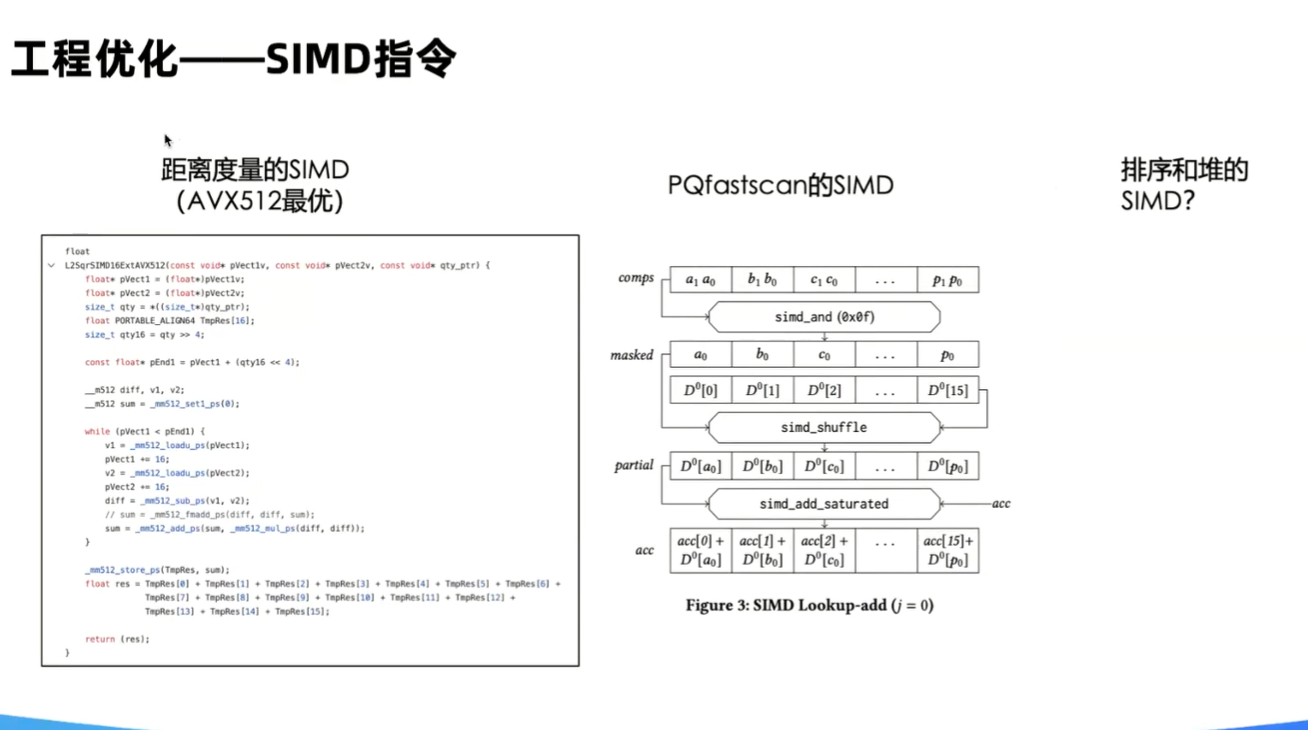 工程优化——SIMD指令
距离度量的SIMD
(AVX512最优)
float
L2SqrSIMD16ExtAVX512(const void* pVect1v, const void* pVect2v, const void* qty_ptr) {
float* pVect1 = (float*)pVect1v;
float* pVect2 = (float*)pVect2v;
size_t qty = *((size_t*)qty_ptr);
float PORTABLE_ALIGN64 TmpRes[16];
size_t qty16 = qty >> 4;
const float* pEnd1 = pVect1 + (qty16 << 4);
__m512 diff, v1, v2;
__m512 sum = _mm512_set1_ps(0);
while (pVect1 < pEnd1) {
v1 = _mm512_loadu_ps(pVect1);
pVect1 += 16;
v2 = _mm512_loadu_ps(pVect2);
pVect2 += 16;
diff = _mm512_sub_ps(v1, v2);
// sum = _mm512_fmadd_ps(diff, diff, sum);
sum = _mm512_add_ps(sum, _mm512_mul_ps(diff, diff));
}
_mm512_store_ps(TmpRes, sum);
float res = TmpRes[0] + TmpRes[1] + TmpRes[2] + TmpRes[3] + TmpRes[4] + TmpRes[5] + TmpRes[6] +
TmpRes[7] + TmpRes[8] + TmpRes[9] + TmpRes[10] + TmpRes[11] + TmpRes[12] +
TmpRes[13] + TmpRes[14] + TmpRes[15];
return (res);
}
PQfastscan的SIMD
comps a₁ a₀ b₁ b₀ c₁ c₀ ... p₁ p₀
simd_and (0x0f)
masked a₀ b₀ c₀ ... p₀
D⁰[0] D⁰[1] D⁰[2] ... D⁰[15]
simd_shuffle
partial D⁰[a₀] D⁰[b₀] D⁰[c₀] ... D⁰[p₀]
simd_add_saturated acc
acc acc[0] + acc[1] + acc[2] + ... acc[15]+
D⁰[a₀] D⁰[b₀] D⁰[c₀] D⁰[p₀]
Figure 3: SIMD Lookup-add (j = 0)
排序和堆的
SIMD?